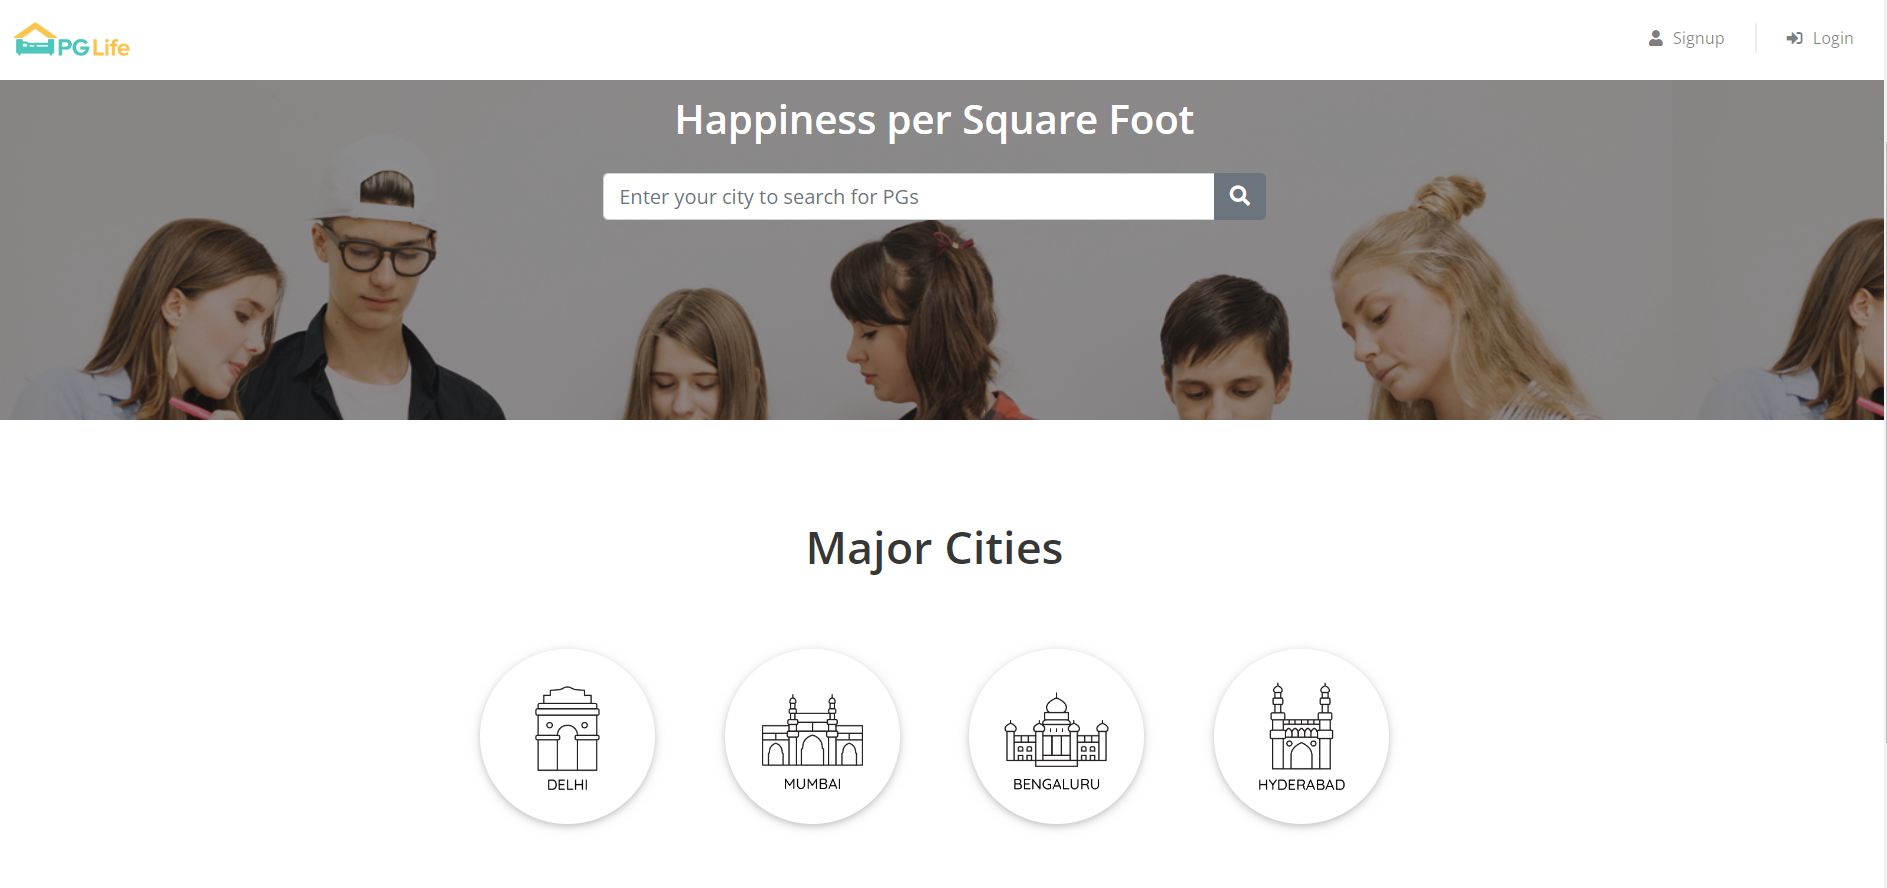 PG Life
Signup
Login
Happiness per Square Foot
Enter your city to search for PGs
Major Cities
DELHI
MUMBAI
BENGALURU
HYDERABAD